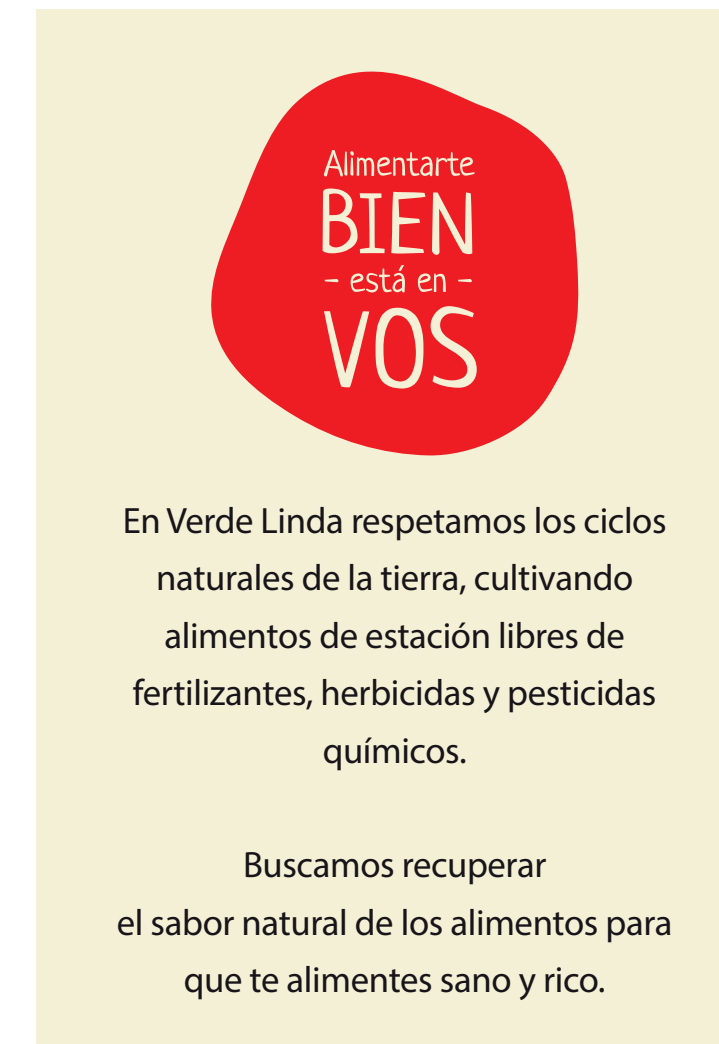 Alimentarte
BIEN
- está en -
VOS
En Verde Linda respetamos los ciclos
naturales de la tierra, cultivando
alimentos de estación libres de
fertilizantes, herbicidas y pesticidas
químicos.
Buscamos recuperar
el sabor natural de los alimentos para
que te alimentes sano y rico.